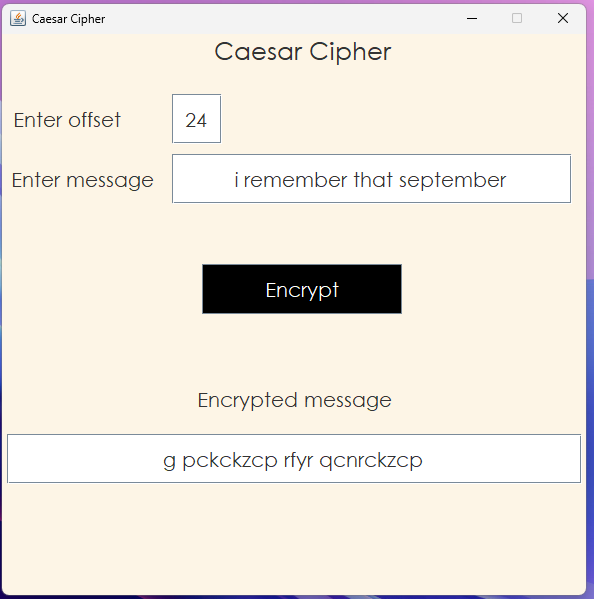 Caesar Cipher
Caesar Cipher
Enter offset 24
Enter message i remember that september
Encrypt
Encrypted message
g pckckzcp rfyr qcnrckzcp